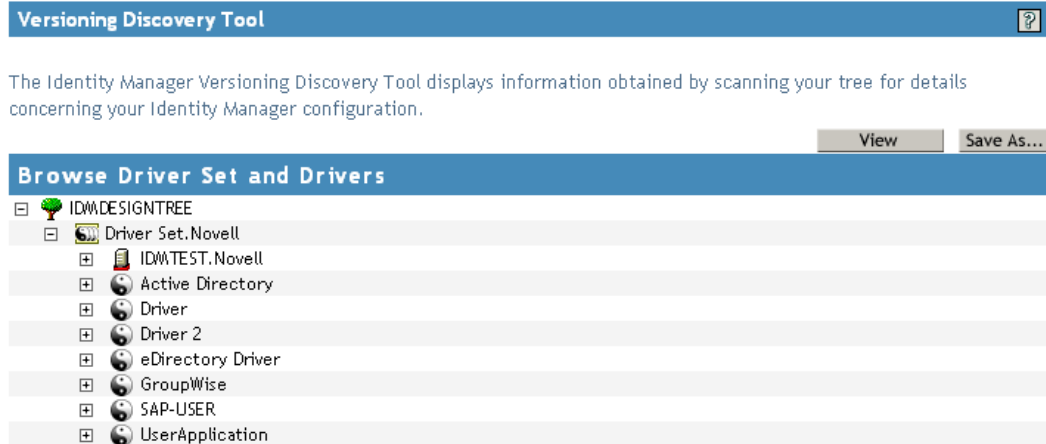 Versioning Discovery Tool
?
The Identity Manager Versioning Discovery Tool displays information obtained by scanning your tree for details
concerning your Identity Manager configuration.
View Save As...
Browse Driver Set and Drivers
IDMDESIGNTREE
Driver Set.Novell
IDMTEST.Novell
Active Directory
Driver
Driver 2
eDirectory Driver
GroupWise
SAP-USER
UserApplication